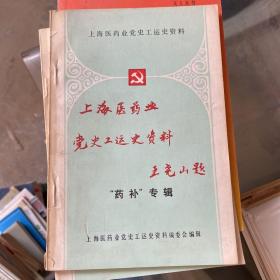 上海医药业党史工运史资料
上海医药业
党史工运史资料
王尧山题
“药补”专辑
上海医药业党史工运史资料编委会编辑